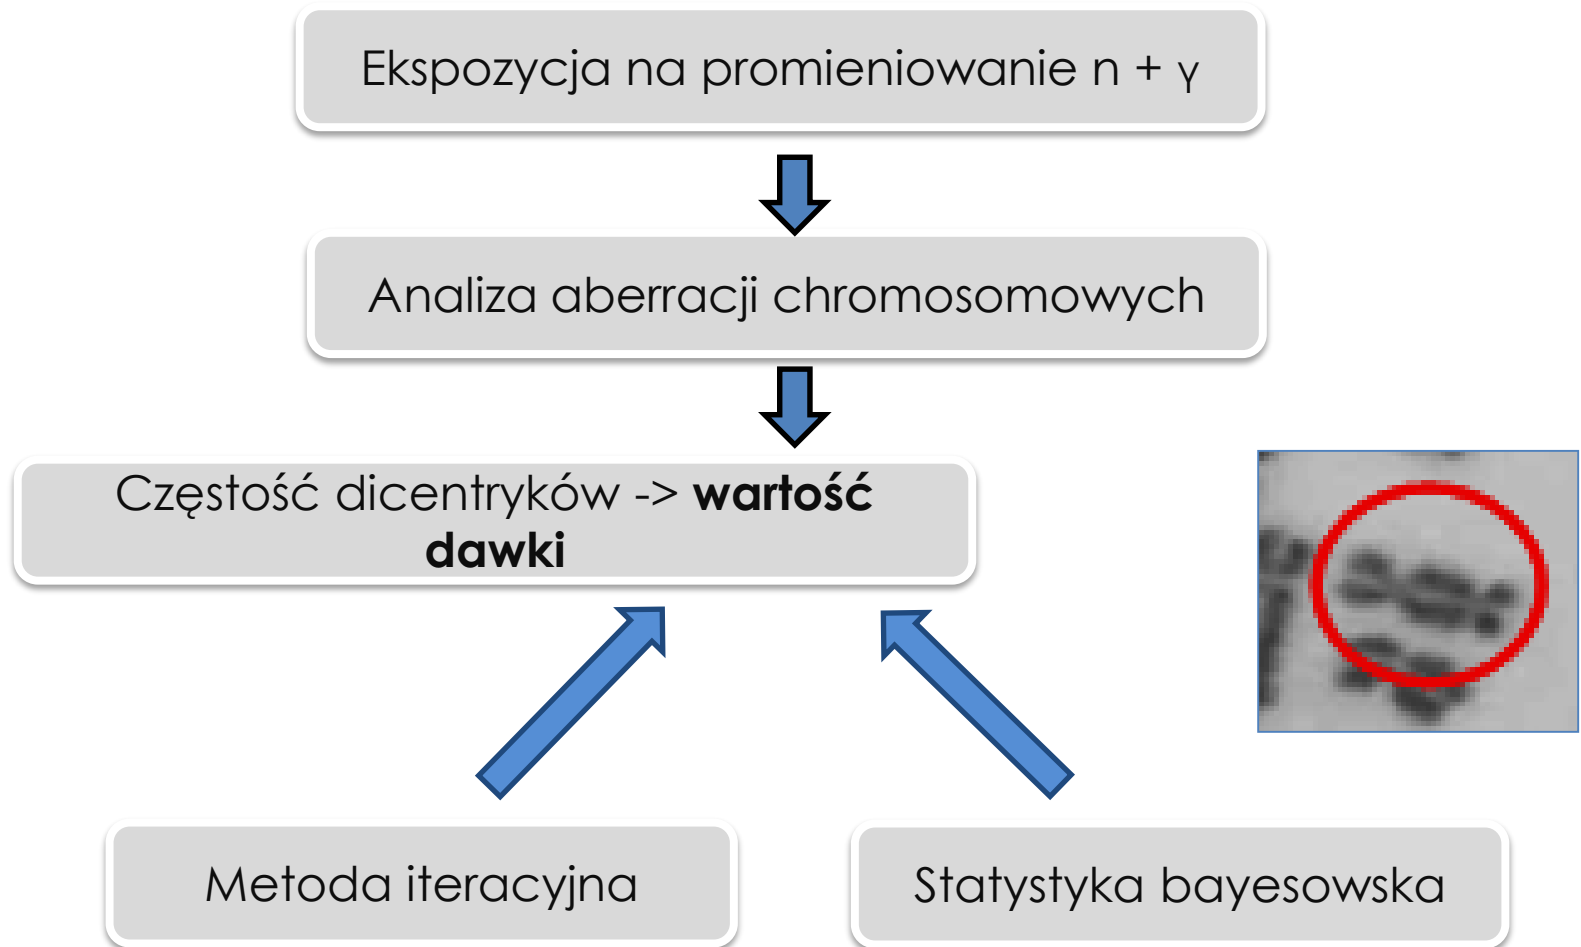 Ekspozycja na promieniowanie n + γ
Analiza aberracji chromosomowych
Częstość dicentryków -> wartość
dawki
Metoda iteracyjna
Statystyka bayesowska